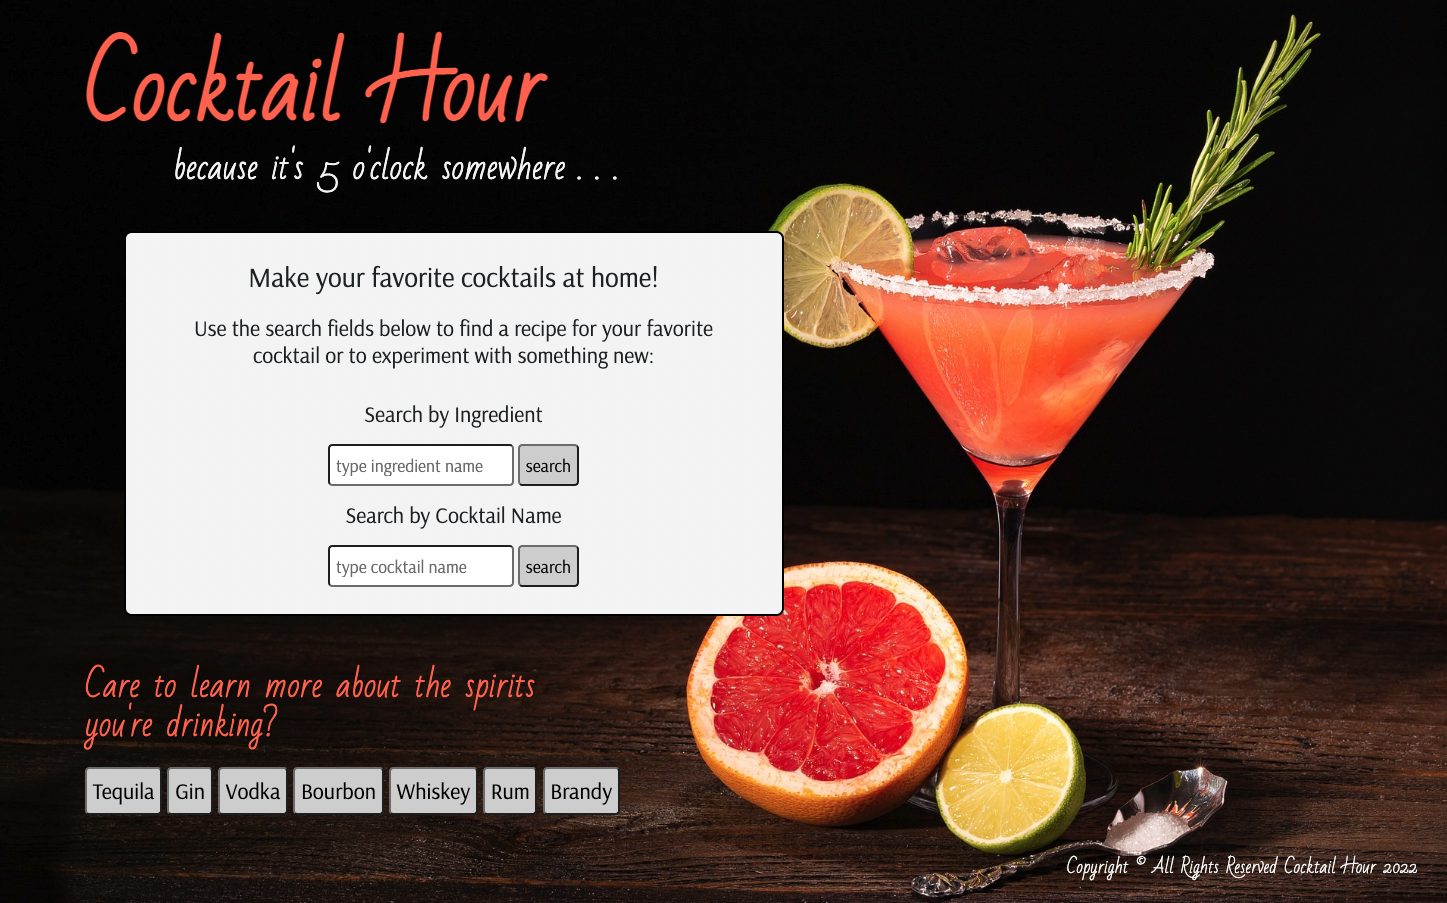 Cocktail Hour
because it's 5 o'clock somewhere . . .
Make your favorite cocktails at home!
Use the search fields below to find a recipe for your favorite
cocktail or to experiment with something new:
Search by Ingredient
type ingredient name search
Search by Cocktail Name
type cocktail name search
Care to learn more about the spirits
you're drinking?
Tequila Gin Vodka Bourbon Whiskey Rum Brandy
Copyright © All Rights Reserved Cocktail Hour 2022